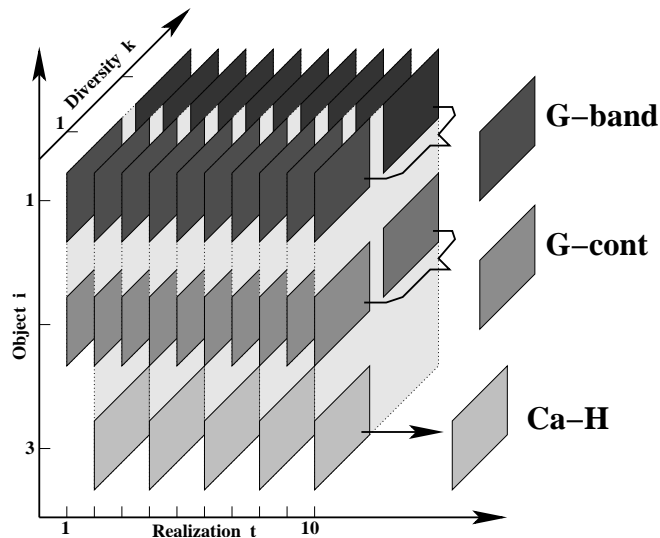 Diversity k
1
G−band
1
G−cont
Object i
Ca−H
3
1
Realization t
10